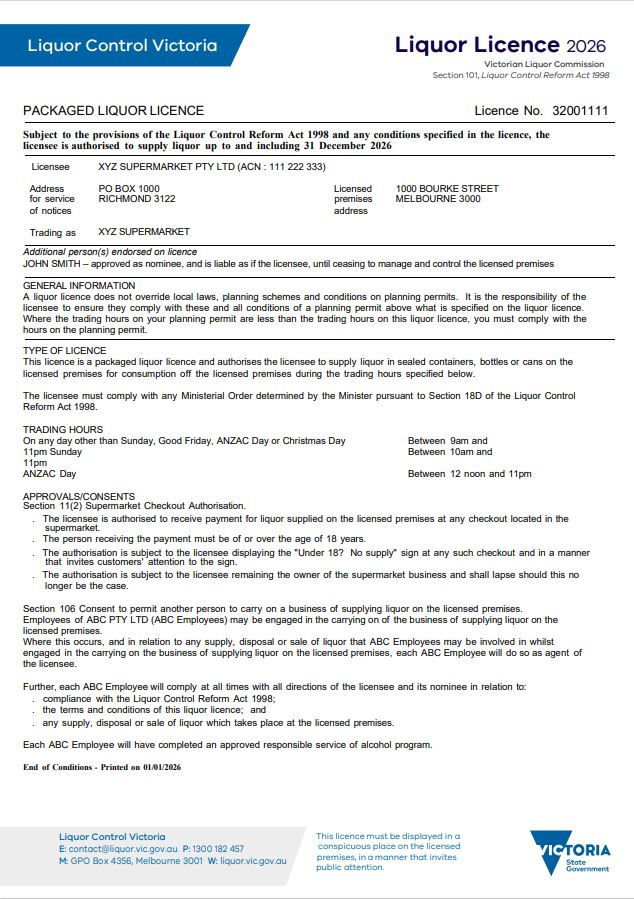 Liquor Control Victoria
Liquor Licence 2026
Victorian Liquor Commission
Section 101, Liquor Control Reform Act 1998
PACKAGED LIQUOR LICENCE Licence No. 32001111
Subject to the provisions of the Liquor Control Reform Act 1998 and any conditions specified in the licence, the
licensee is authorised to supply liquor up to and including 31 December 2026
Licensee XYZ SUPERMARKET PTY LTD (ACN : 111 222 333)
Address PO BOX 1000 Licensed 1000 BOURKE STREET
for service RICHMOND 3122 premises MELBOURNE 3000
of notices address
Trading as XYZ SUPERMARKET
Additional person(s) endorsed on licence
JOHN SMITH – approved as nominee, and is liable as if the licensee, until ceasing to manage and control the licensed premises
GENERAL INFORMATION
A liquor licence does not override local laws, planning schemes and conditions on planning permits. It is the responsibility of the
licensee to ensure they comply with these and all conditions of a planning permit above what is specified on the liquor licence.
Where the trading hours on your planning permit are less than the trading hours on this liquor licence, you must comply with the
hours on the planning permit.
TYPE OF LICENCE
This licence is a packaged liquor licence and authorises the licensee to supply liquor in sealed containers, bottles or cans on the
licensed premises for consumption off the licensed premises during the trading hours specified below.
The licensee must comply with any Ministerial Order determined by the Minister pursuant to Section 18D of the Liquor Control
Reform Act 1998.
TRADING HOURS
On any day other than Sunday, Good Friday, ANZAC Day or Christmas Day Between 9am and
11pm Sunday Between 10am and
11pm
ANZAC Day Between 12 noon and 11pm
APPROVALS/CONSENTS
Section 11(2) Supermarket Checkout Authorisation.
. The licensee is authorised to receive payment for liquor supplied on the licensed premises at any checkout located in the
supermarket.
. The person receiving the payment must be of or over the age of 18 years.
. The authorisation is subject to the licensee displaying the "Under 18? No supply" sign at any such checkout and in a manner
that invites customers' attention to the sign.
. The authorisation is subject to the licensee remaining the owner of the supermarket business and shall lapse should this no
longer be the case.
Section 106 Consent to permit another person to carry on a business of supplying liquor on the licensed premises.
Employees of ABC PTY LTD (ABC Employees) may be engaged in the carrying on of the business of supplying liquor on the
licensed premises.
Where this occurs, and in relation to any supply, disposal or sale of liquor that ABC Employees may be involved in whilst
engaged in the carrying on the business of supplying liquor on the licensed premises, each ABC Employee will do so as agent of
the licensee.
Further, each ABC Employee will comply at all times with all directions of the licensee and its nominee in relation to:
. compliance with the Liquor Control Reform Act 1998;
. the terms and conditions of this liquor licence; and
. any supply, disposal or sale of liquor which takes place at the licensed premises.
Each ABC Employee will have completed an approved responsible service of alcohol program.
End of Conditions - Printed on 01/01/2026
Liquor Control Victoria
E: contact@liquor.vic.gov.au P: 1300 182 457
M: GPO Box 4356, Melbourne 3001 W: liquor.vic.gov.au
This licence must be displayed in a
conspicuous place on the licensed
premises, in a manner that invites
public attention.
VICTORIA
State
Government